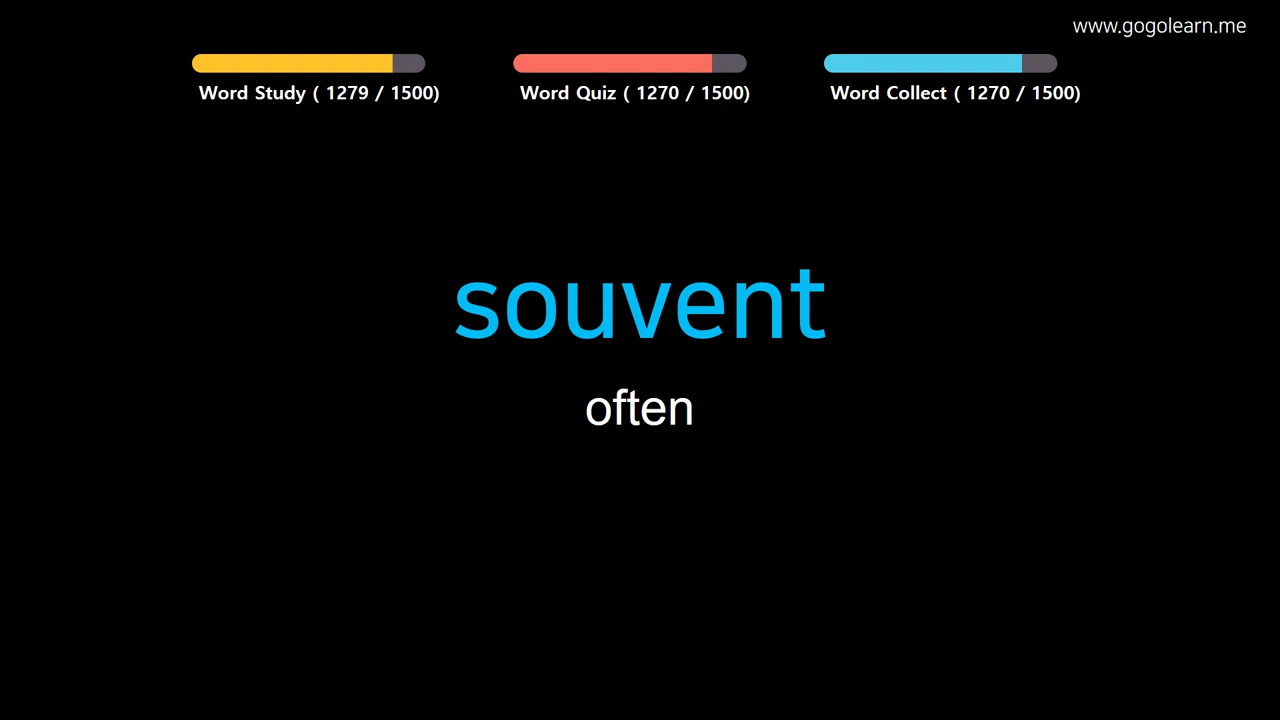 www.gogolearn.me
Word Study ( 1279 / 1500)
Word Quiz ( 1270 / 1500)
Word Collect ( 1270 / 1500)
souvent
often